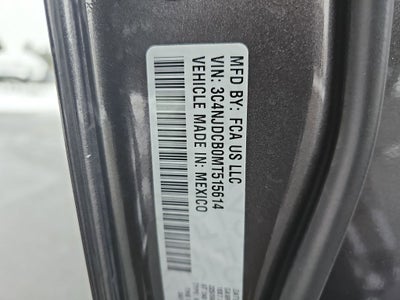 MFD BY: FCA US LLC
VIN: 3C4NJDCB0MT515614
VEHICLE MADE IN: MEXICO